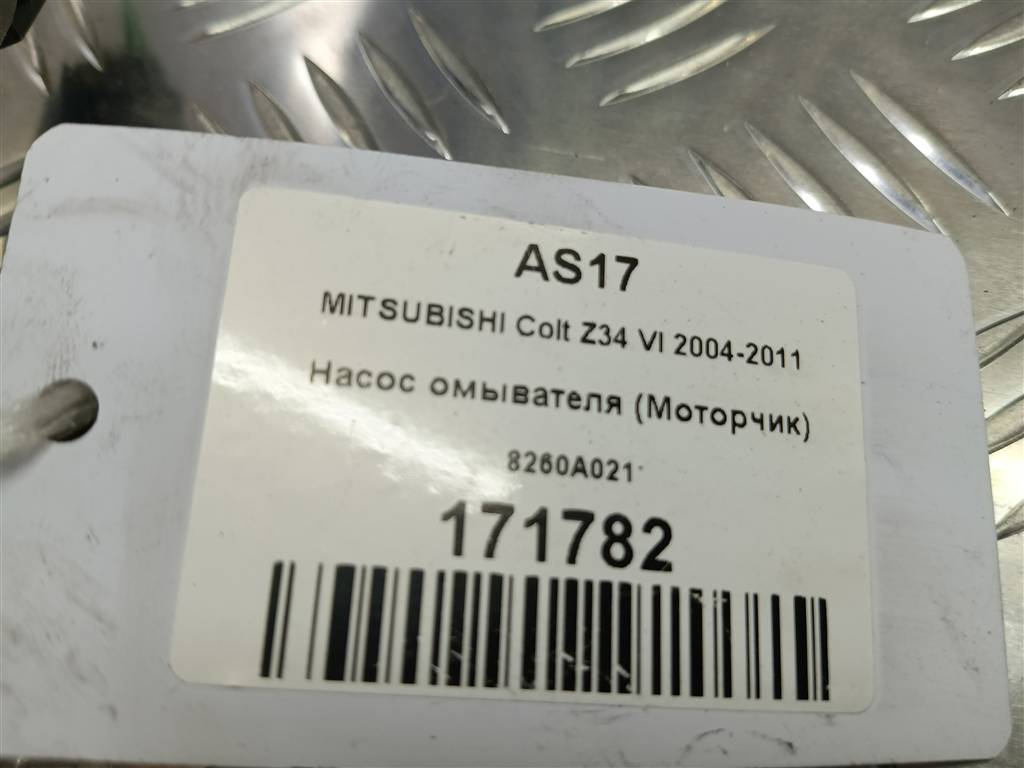 AS17
MITSUBISHI Colt Z34 VI 2004-2011
Насос омывателя (Моторчик)
8260A021
171782